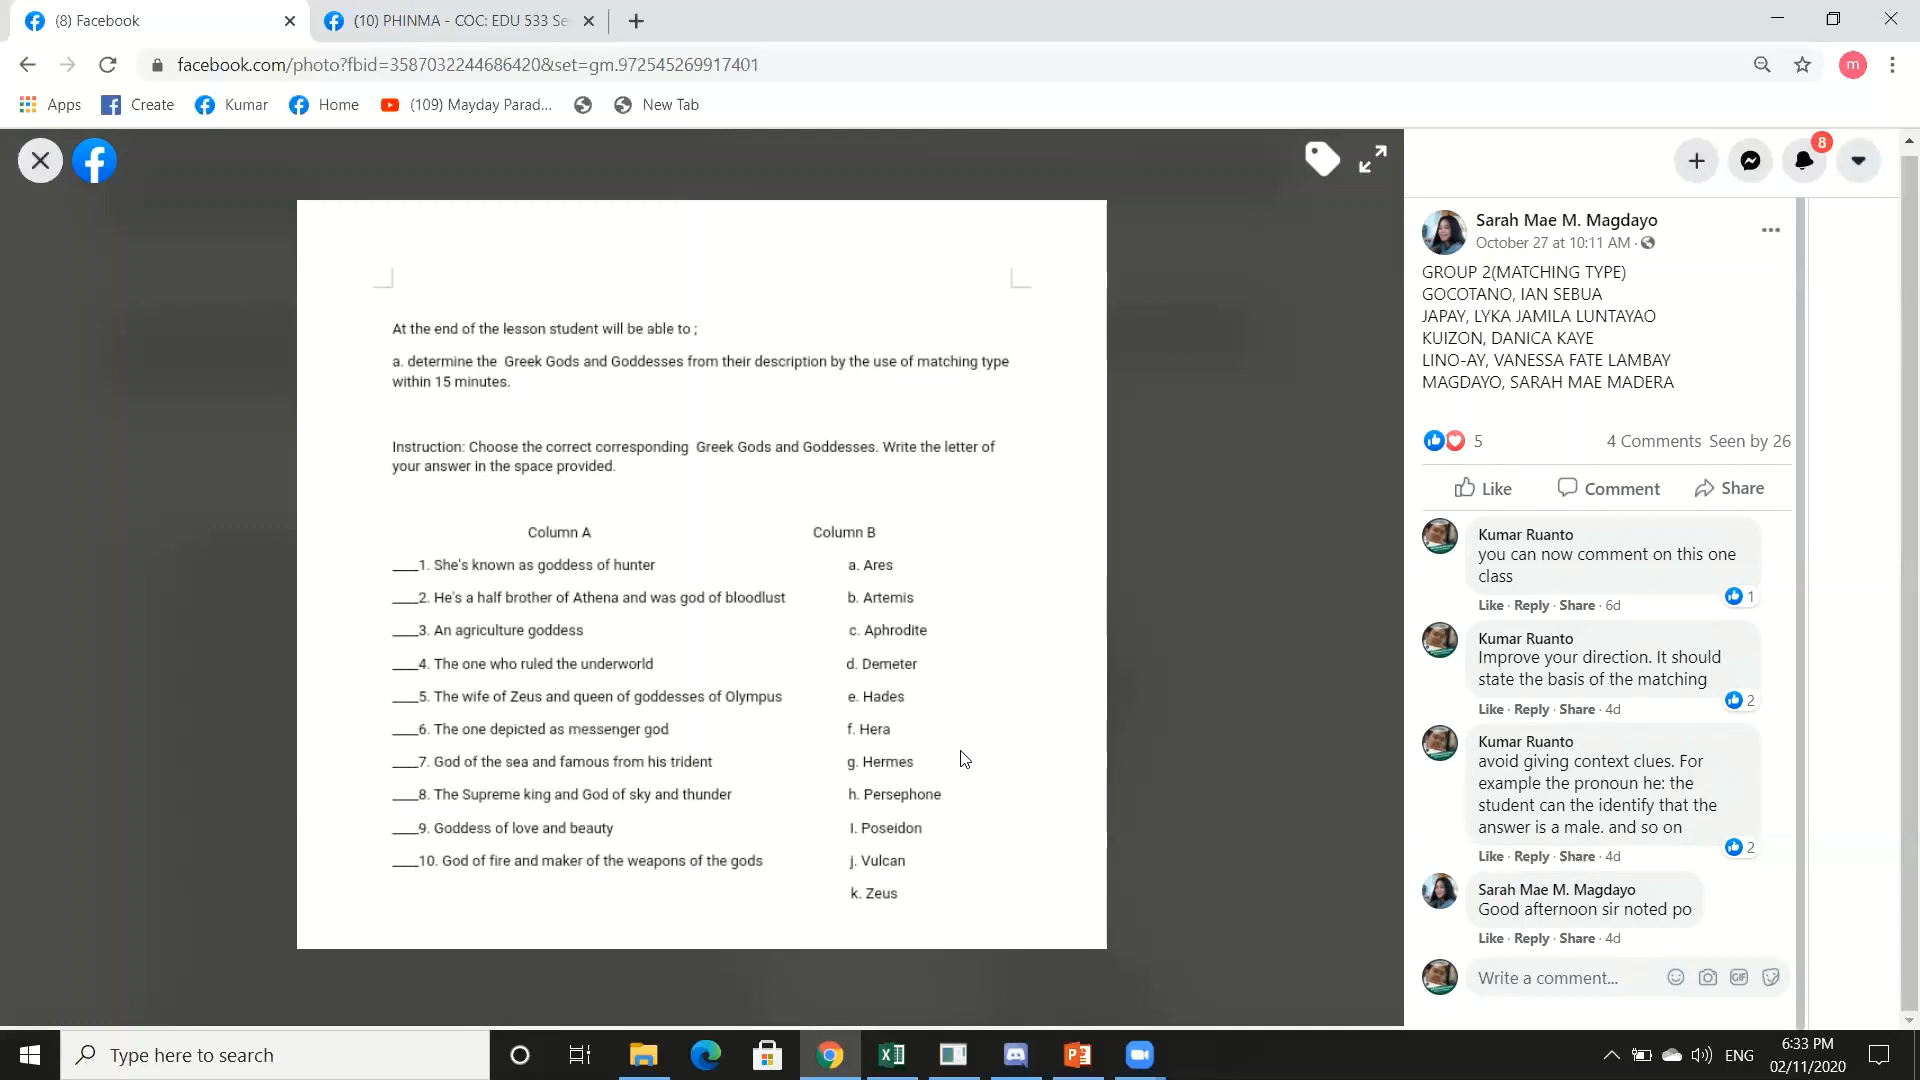 (8) Facebook
(10) PHINMA - COC: EDU 533 Se
facebook.com/photo?fbid=3587032244686420&set=gm.972545269917401
m
Apps
Create
Kumar
Home
(109) Mayday Parad...
New Tab
8
At the end of the lesson student will be able to ;
a. determine the Greek Gods and Goddesses from their description by the use of matching type
within 15 minutes.
Instruction: Choose the correct corresponding Greek Gods and Goddesses. Write the letter of
your answer in the space provided.
Column A Column B
____1. She's known as goddess of hunter a. Ares
____2. He's a half brother of Athena and was god of bloodlust b. Artemis
____3. An agriculture goddess c. Aphrodite
____4. The one who ruled the underworld d. Demeter
____5. The wife of Zeus and queen of goddesses of Olympus e. Hades
____6. The one depicted as messenger god f. Hera
____7. God of the sea and famous from his trident g. Hermes
____8. The Supreme king and God of sky and thunder h. Persephone
____9. Goddess of love and beauty I. Poseidon
____10. God of fire and maker of the weapons of the gods j. Vulcan
k. Zeus
Sarah Mae M. Magdayo
October 27 at 10:11 AM ·
GROUP 2(MATCHING TYPE)
GOCOTANO, IAN SEBUA
JAPAY, LYKA JAMILA LUNTAYAO
KUIZON, DANICA KAYE
LINO-AY, VANESSA FATE LAMBAY
MAGDAYO, SARAH MAE MADERA
5 4 Comments Seen by 26
Like Comment Share
Kumar Ruanto
you can now comment on this one
class
1
Like · Reply · Share · 6d
Kumar Ruanto
Improve your direction. It should
state the basis of the matching
2
Like · Reply · Share · 4d
Kumar Ruanto
avoid giving context clues. For
example the pronoun he: the
student can the identify that the
answer is a male. and so on
2
Like · Reply · Share · 4d
Sarah Mae M. Magdayo
Good afternoon sir noted po
Like · Reply · Share · 4d
Write a comment...
GIF
Type here to search
ENG
6:33 PM
02/11/2020